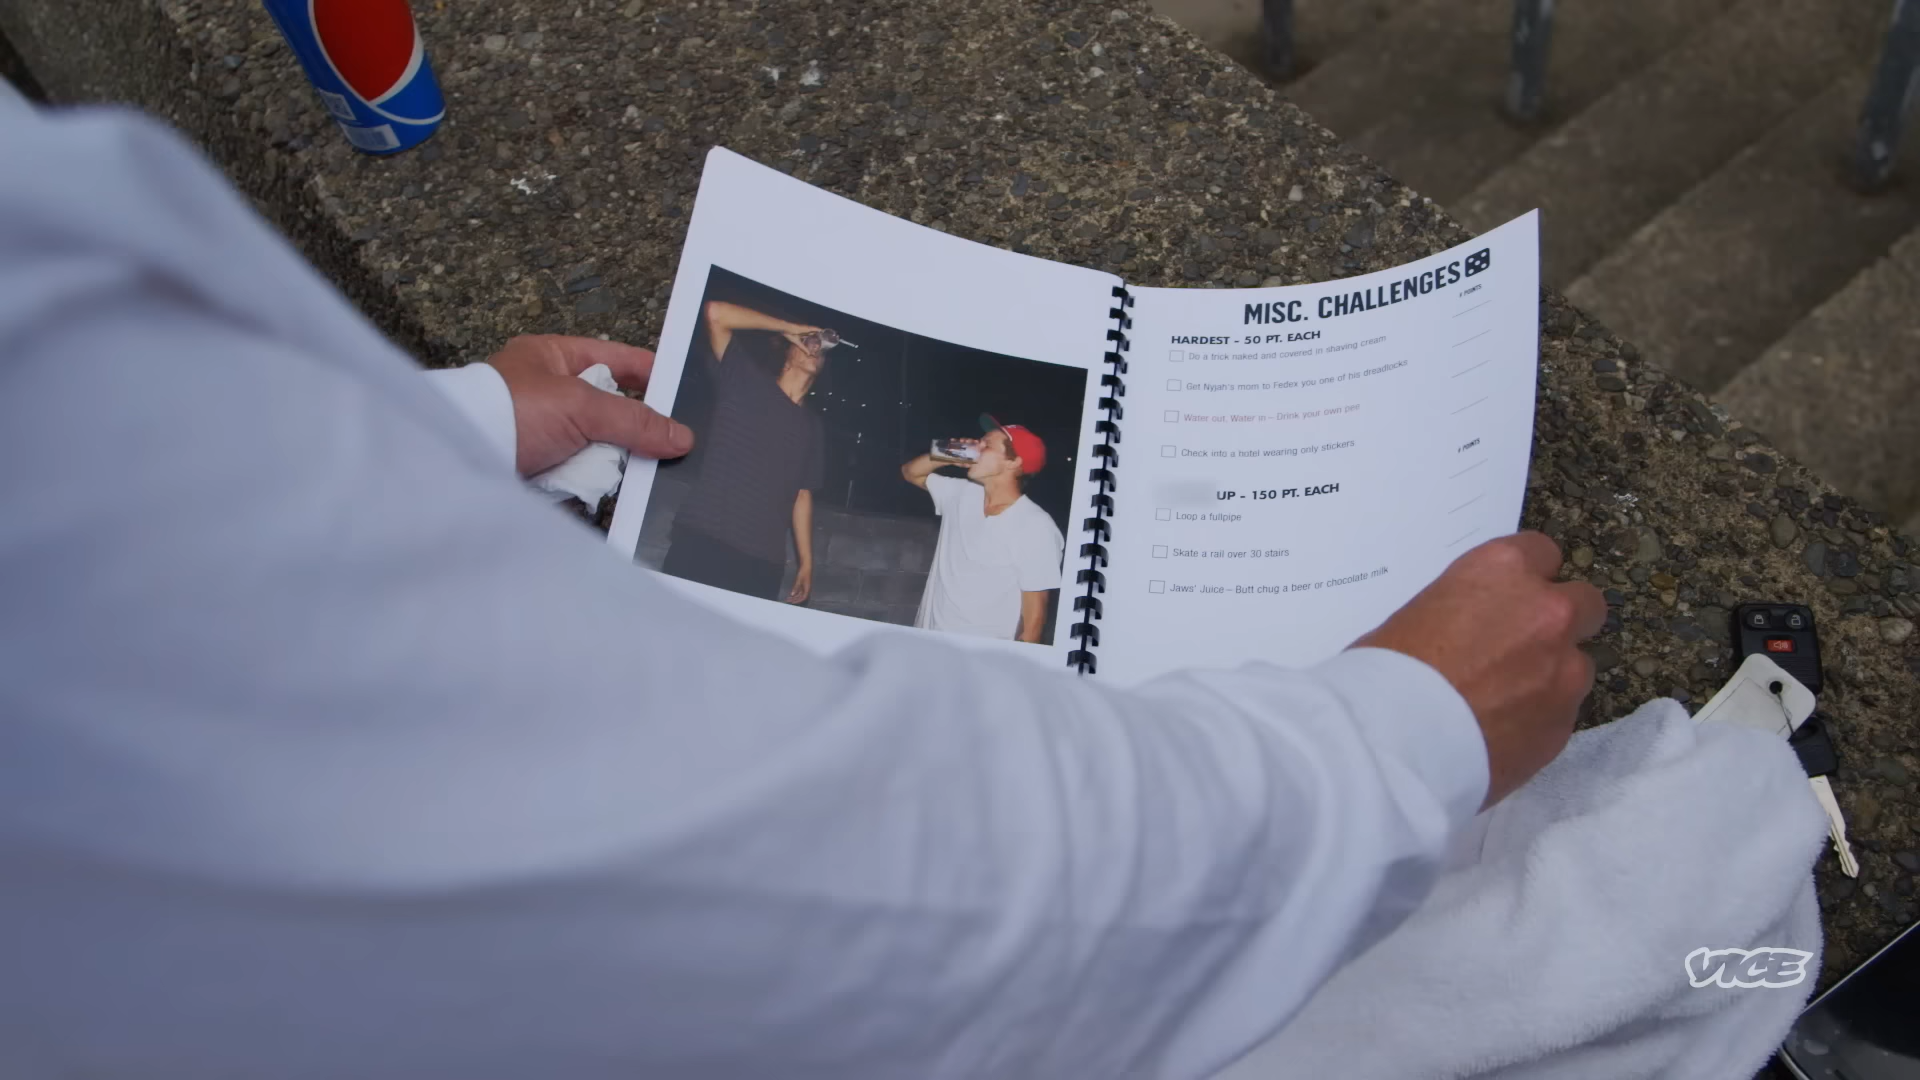 MISC. CHALLENGES
# POINTS
HARDEST - 50 PT. EACH
Do a trick naked and covered in shaving cream
Get Nyjah's mom to Fedex you one of his dreadlocks
Water out, Water in – Drink your own pee
Check into a hotel wearing only stickers
# POINTS
UP - 150 PT. EACH
Loop a fullpipe
Skate a rail over 30 stairs
Jaws' Juice – Butt chug a beer or chocolate milk
VICE